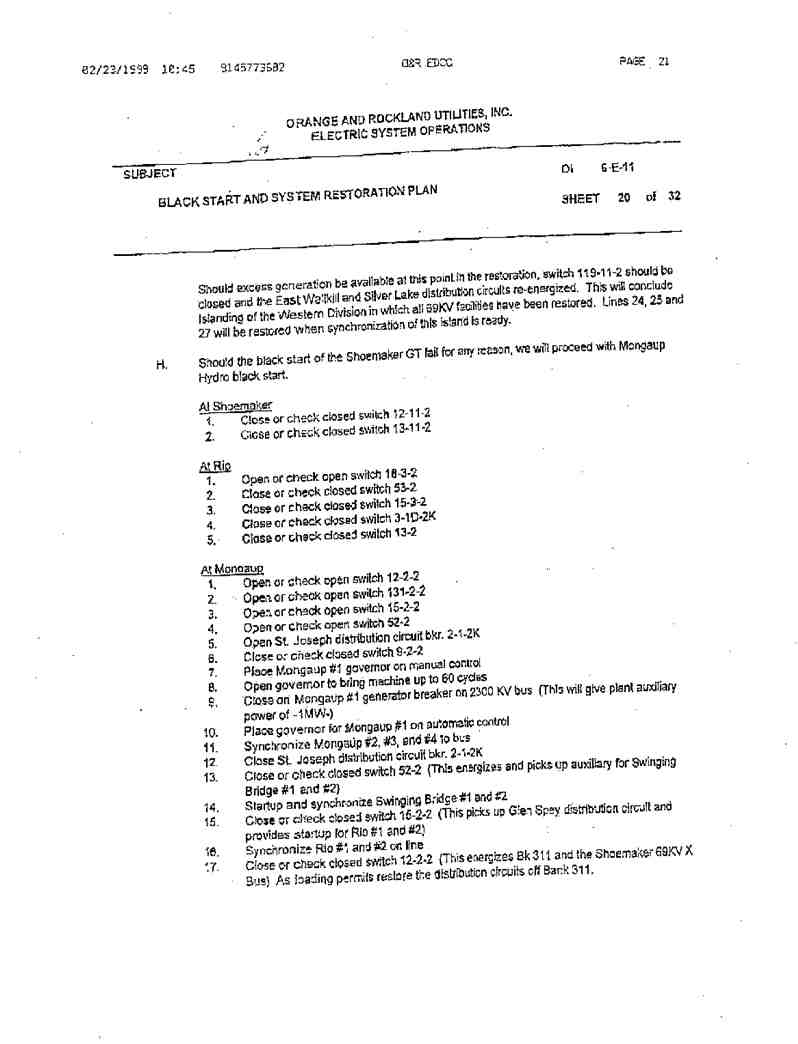 02/23/1999 10:45 9145773682 O&R EDCC PAGE 21
ORANGE AND ROCKLAND UTILITIES, INC.
ELECTRIC SYSTEM OPERATIONS
SUBJECT OI 6-E-11
BLACK START AND SYSTEM RESTORATION PLAN SHEET 20 of 32
Should excess generation be available at this point in the restoration, switch 119-11-2 should be
closed and the East Wallkill and Silver Lake distribution circuits re-energized. This will conclude
Islanding of the Western Division in which all 69KV facilities have been restored. Lines 24, 25 and
27 will be restored when synchronization of this island is ready.
H. Should the black start of the Shoemaker GT fail for any reason, we will proceed with Mongaup
Hydro black start.
At Shoemaker
1. Close or check closed switch 12-11-2
2. Close or check closed switch 13-11-2
At Rio
1. Open or check open switch 18-3-2
2. Close or check closed switch 53-2
3. Close or check closed switch 15-3-2
4. Close or check closed switch 3-1D-2K
5. Close or check closed switch 13-2
At Mongaup
1. Open or check open switch 12-2-2
2. Open or check open switch 131-2-2
3. Open or check open switch 15-2-2
4. Open or check open switch 52-2
5. Open St. Joseph distribution circuit bkr. 2-1-2K
6. Close or check closed switch 9-2-2
7. Place Mongaup #1 governor on manual control
8. Open governor to bring machine up to 60 cycles
9. Close on Mongaup #1 generator breaker on 2300 KV bus (This will give plant auxiliary
power of ~1MW-)
10. Place governor for Mongaup #1 on automatic control
11. Synchronize Mongaup #2, #3, and #4 to bus
12. Close St. Joseph distribution circuit bkr. 2-1-2K
13. Close or check closed switch 52-2 (This energizes and picks up auxiliary for Swinging
Bridge #1 and #2)
14. Startup and synchronize Swinging Bridge #1 and #2
15. Close or check closed switch 15-2-2 (This picks up Glen Spey distribution circuit and
provides startup for Rio #1 and #2)
16. Synchronize Rio #1 and #2 on line
17. Close or check closed switch 12-2-2 (This energizes Bk 311 and the Shoemaker 69KV X
Bus) As loading permits restore the distribution circuits off Bank 311.